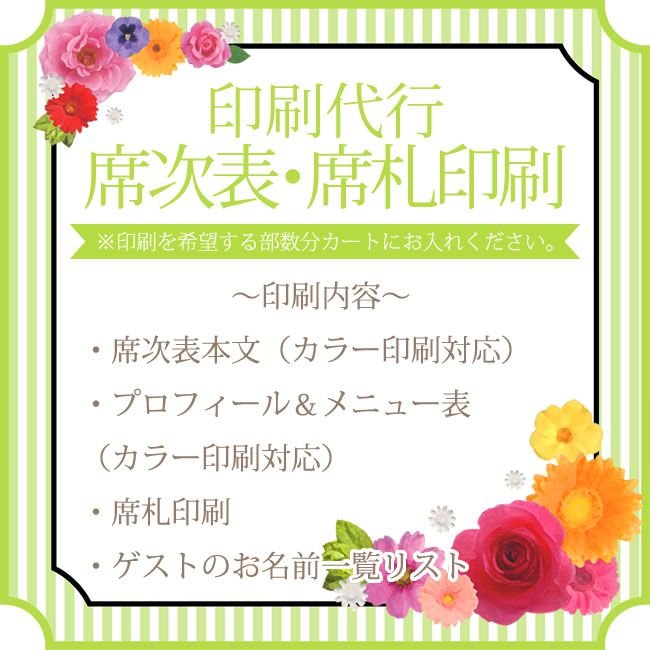 印刷代行
席次表・席札印刷
※印刷を希望する部数分カートにお入れください。
～印刷内容～
・席次表本文（カラー印刷対応）
・プロフィール＆メニュー表
（カラー印刷対応）
・席札印刷
・ゲストのお名前一覧リスト